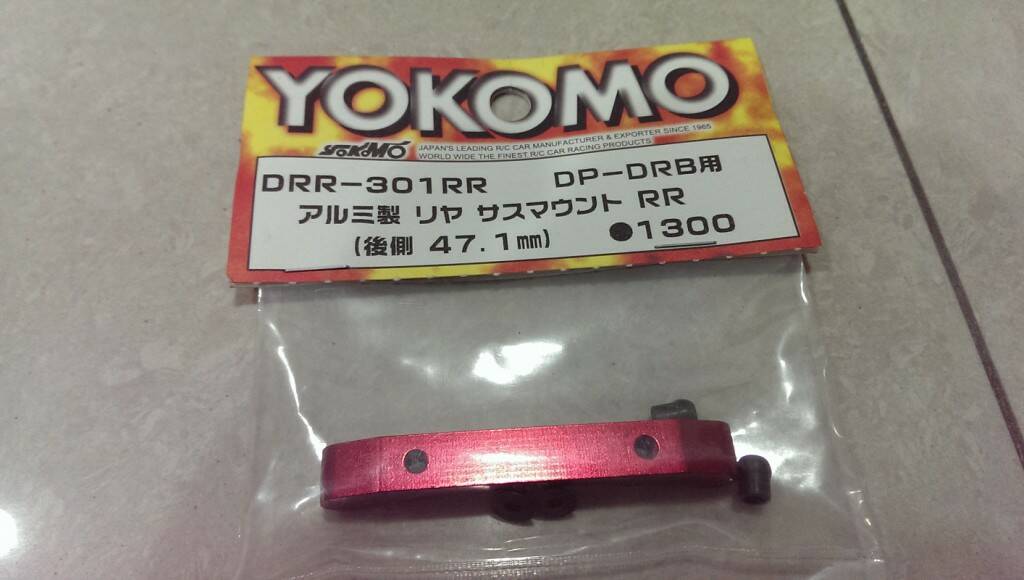 YOKOMO
YOKOMO JAPAN'S LEADING R/C CAR MANUFACTURER & EXPORTER SINCE 1965
WORLD WIDE THE FINEST R/C CAR RACING PRODUCTS
DRR-301RR DP-DRB用
アルミ製 リヤ サスマウント RR
(後側 47.1㎜) ●1300